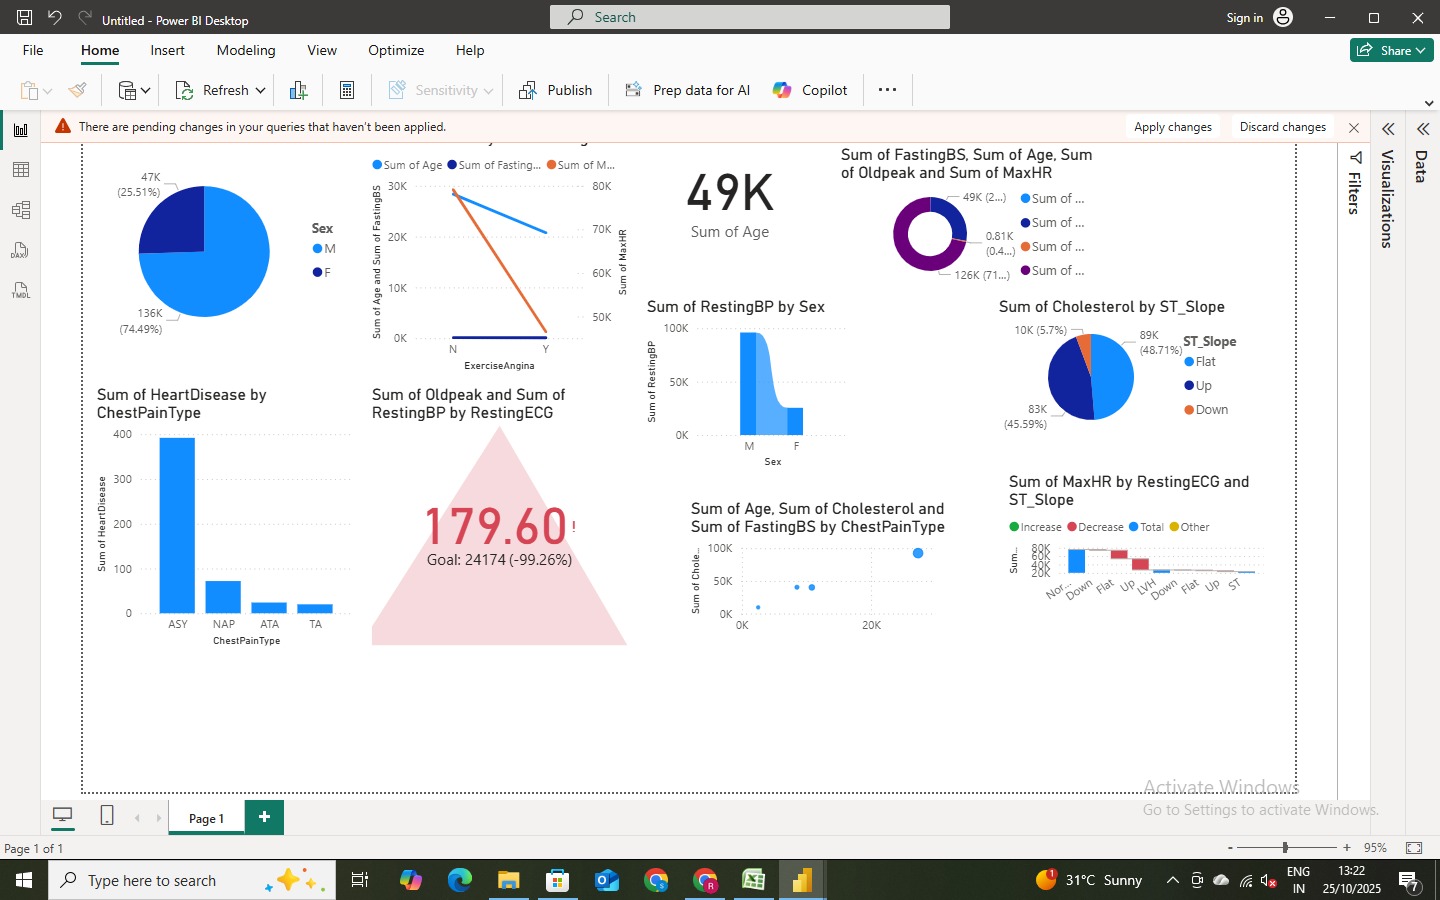 Untitled - Power BI Desktop
Search
Sign in
File
Home
Insert
Modeling
View
Optimize
Help
Share
Refresh
Sensitivity
Publish
Prep data for AI
Copilot
There are pending changes in your queries that haven't been applied.
Apply changes
Discard changes
DAX
TMDL
Filters
Visualizations
Data
47K
(25.51%)
136K
(74.49%)
Sex
M
F
Sum of Age
Sum of Fasting...
Sum of M...
30K
20K
10K
0K
80K
70K
60K
50K
Sum of Age and Sum of FastingBS
Sum of MaxHR
N
Y
ExerciseAngina
49K
Sum of Age
Sum of FastingBS, Sum of Age, Sum
of Oldpeak and Sum of MaxHR
49K (2...)
0.81K
(0.4...)
126K (71...)
Sum of ...
Sum of ...
Sum of ...
Sum of ...
Sum of RestingBP by Sex
100K
50K
0K
Sum of RestingBP
M
F
Sex
Sum of Cholesterol by ST_Slope
10K (5.7%)
89K
(48.71%)
83K
(45.59%)
ST_Slope
Flat
Up
Down
Sum of HeartDisease by
ChestPainType
400
300
200
100
0
Sum of HeartDisease
ASY
NAP
ATA
TA
ChestPainType
Sum of Oldpeak and Sum of
RestingBP by RestingECG
179.60!
Goal: 24174 (-99.26%)
Sum of Age, Sum of Cholesterol and
Sum of FastingBS by ChestPainType
100K
50K
0K
Sum of Chole...
0K
20K
Sum of MaxHR by RestingECG and
ST_Slope
Increase
Decrease
Total
Other
80K
60K
40K
20K
Sum...
Nor...
Down
Flat
Up
LVH
Down
Flat
Up
ST
Activate Windows
Go to Settings to activate Windows.
Page 1
Page 1 of 1
95%
Type here to search
31°C Sunny
ENG
IN
13:22
25/10/2025
7